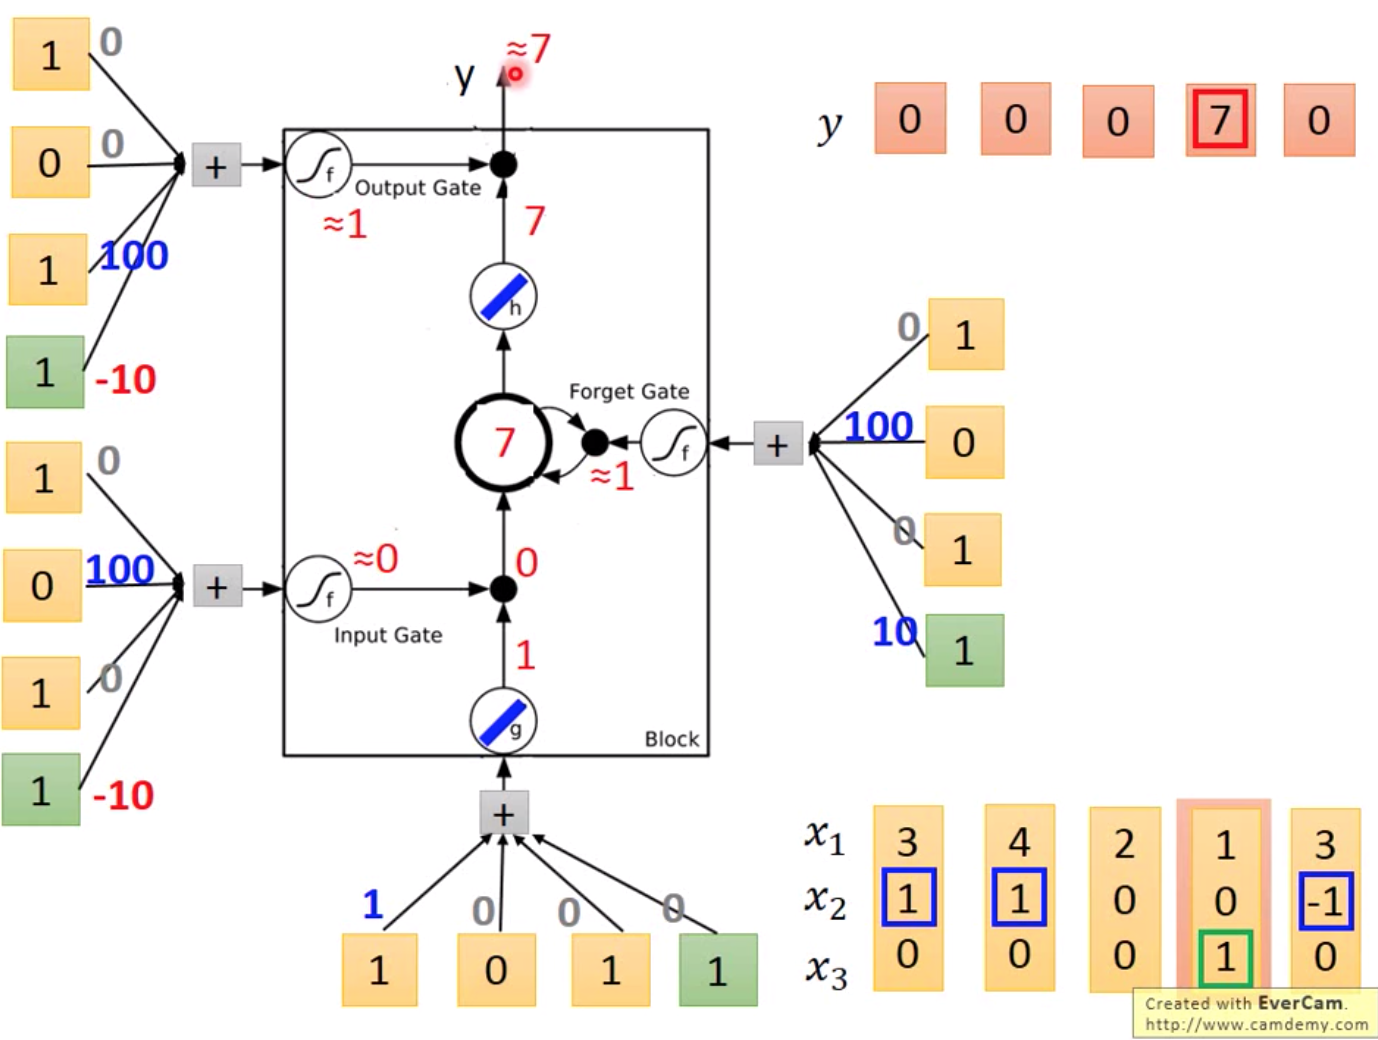 1 0
0 0
1 100
1 -10
+
f
Output Gate
≈1
y ≈7
7
h
7
Forget Gate
f
≈1
+
0 1
100 0
0 1
10 1
1 0
0 100
1 0
1 -10
+
f
≈0
Input Gate
0
1
g
Block
+
1 0 0 0
1 0 1 1
y 0 0 0 7 0
x₁ 3 4 2 1 3
x₂ 1 1 0 0 -1
x₃ 0 0 0 1 0
Created with EverCam.
http://www.camdemy.com